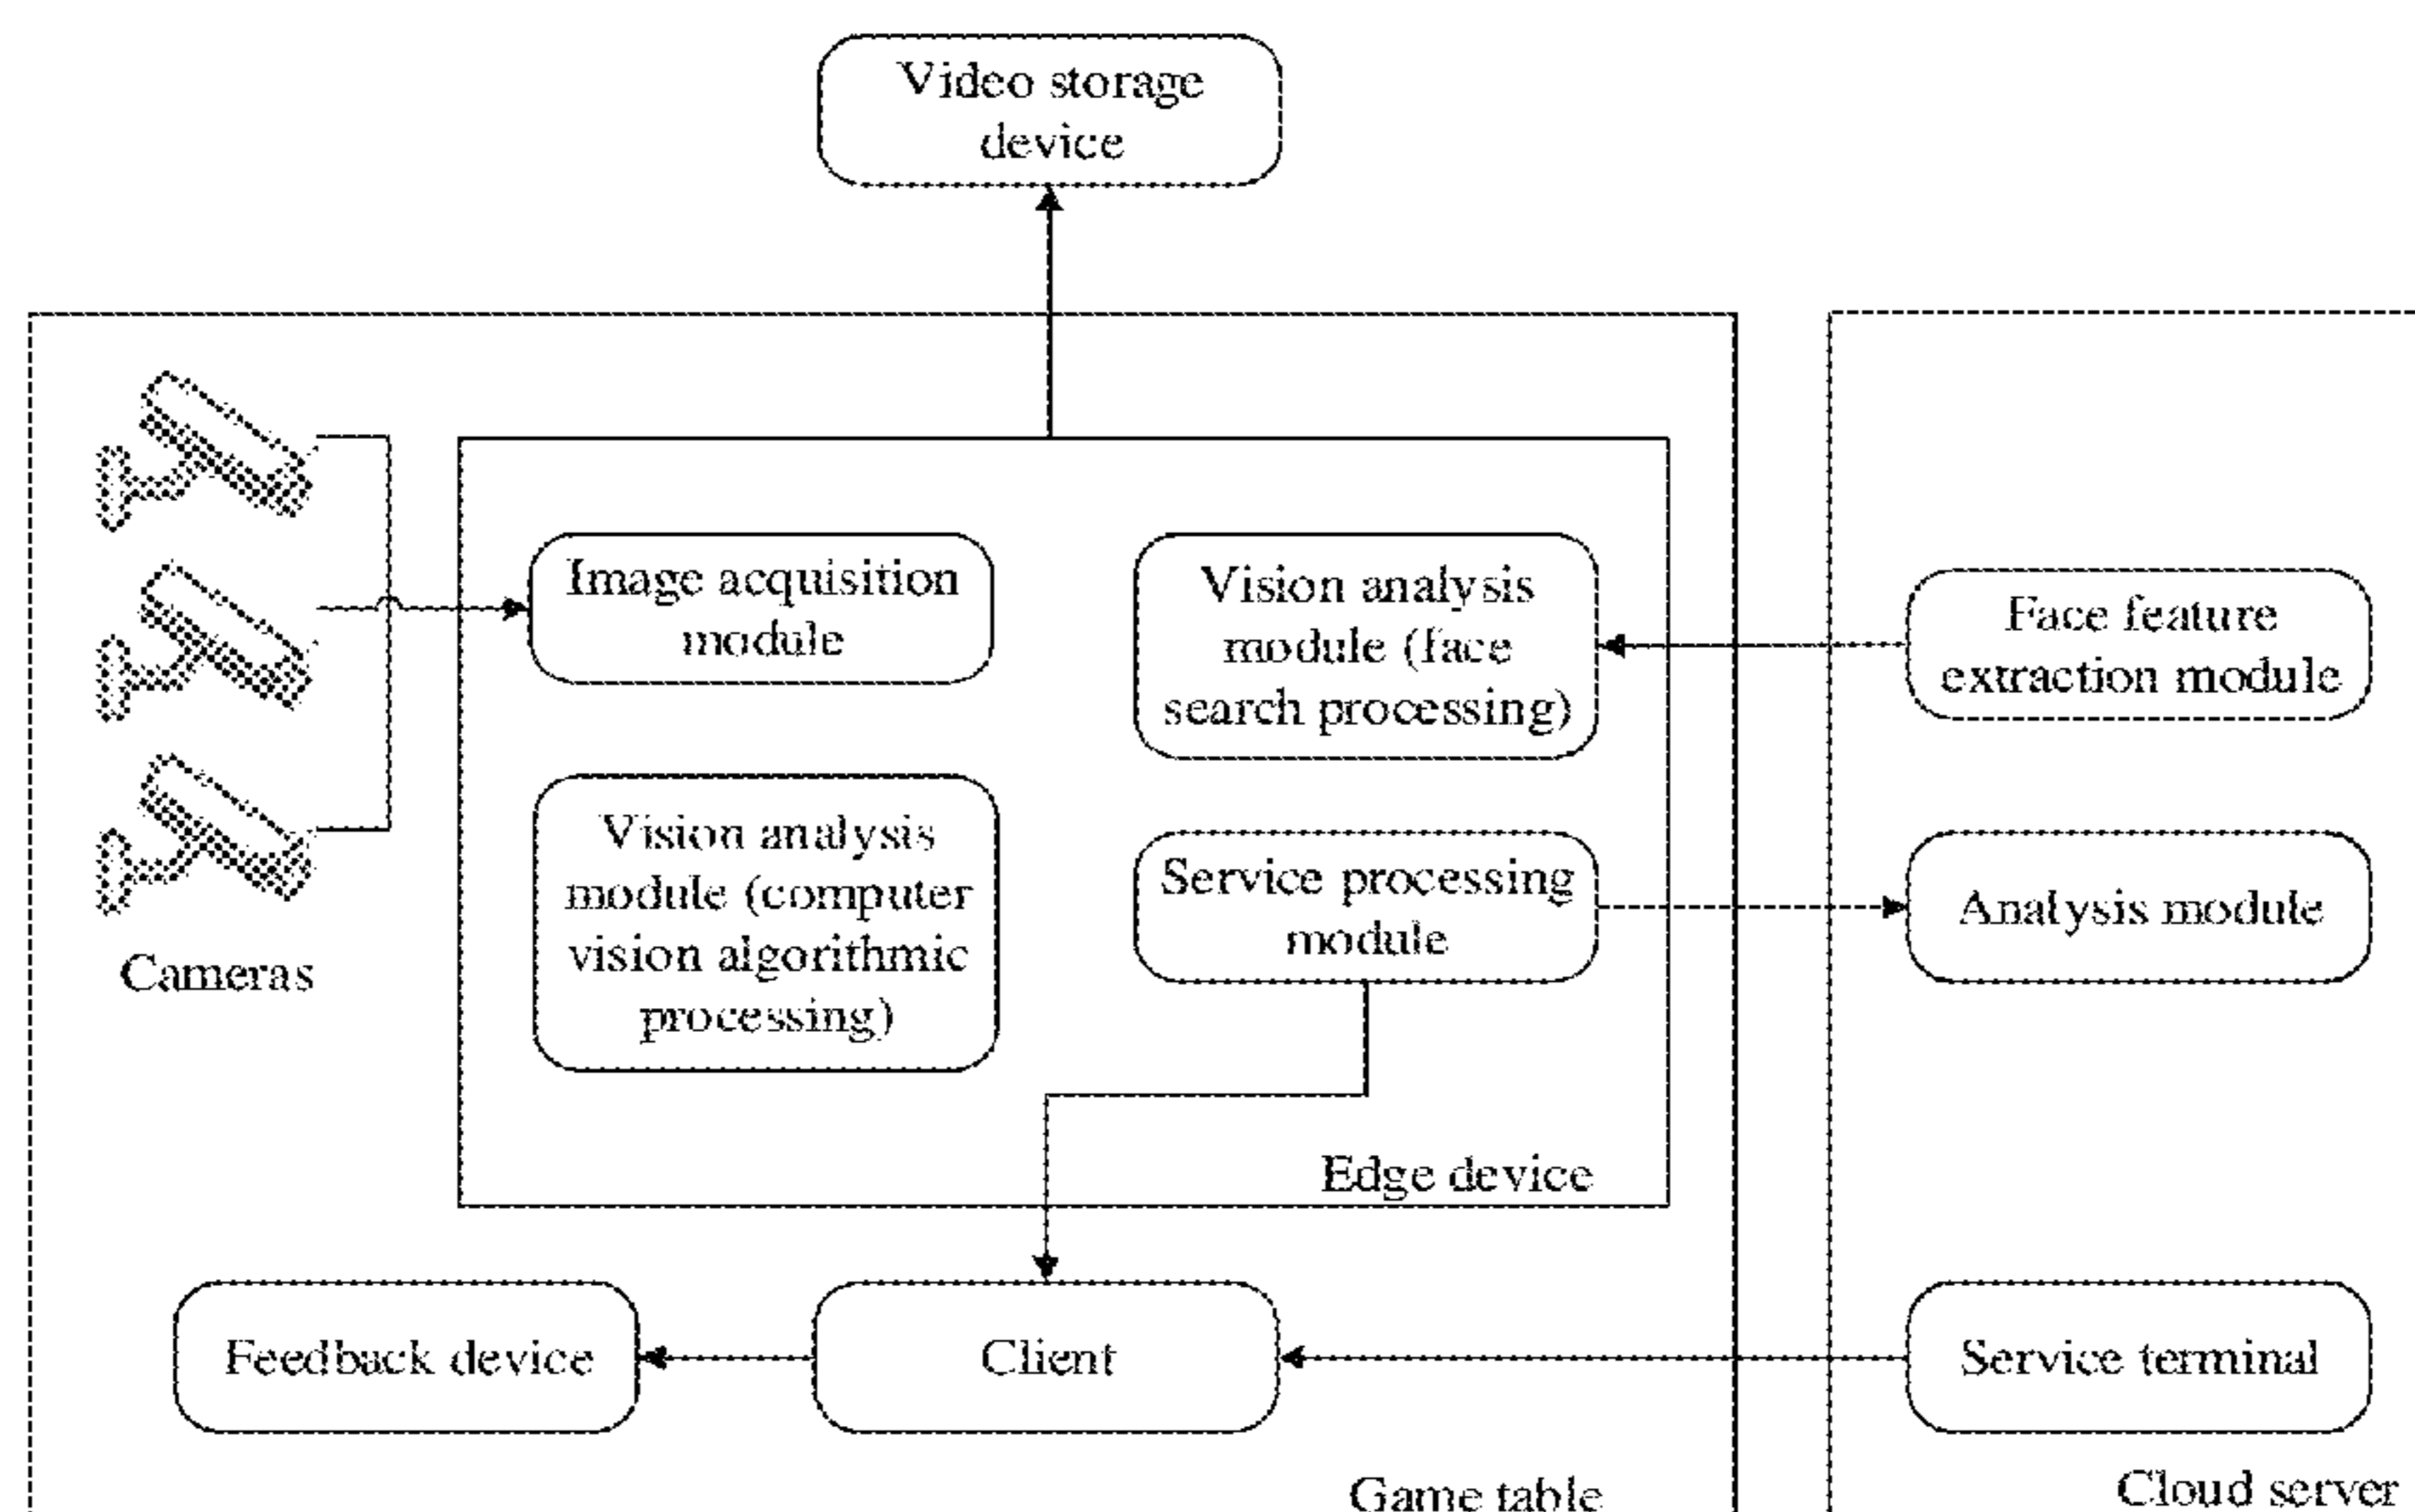 Video storage
device
Image acquisition
module
Vision analysis
module (face
search processing)
Face feature
extraction module
Vision analysis
module (computer
vision algorithmic
processing)
Service processing
module
Analysis module
Cameras
Edge device
Feedback device
Client
Service terminal
Game table
Cloud server